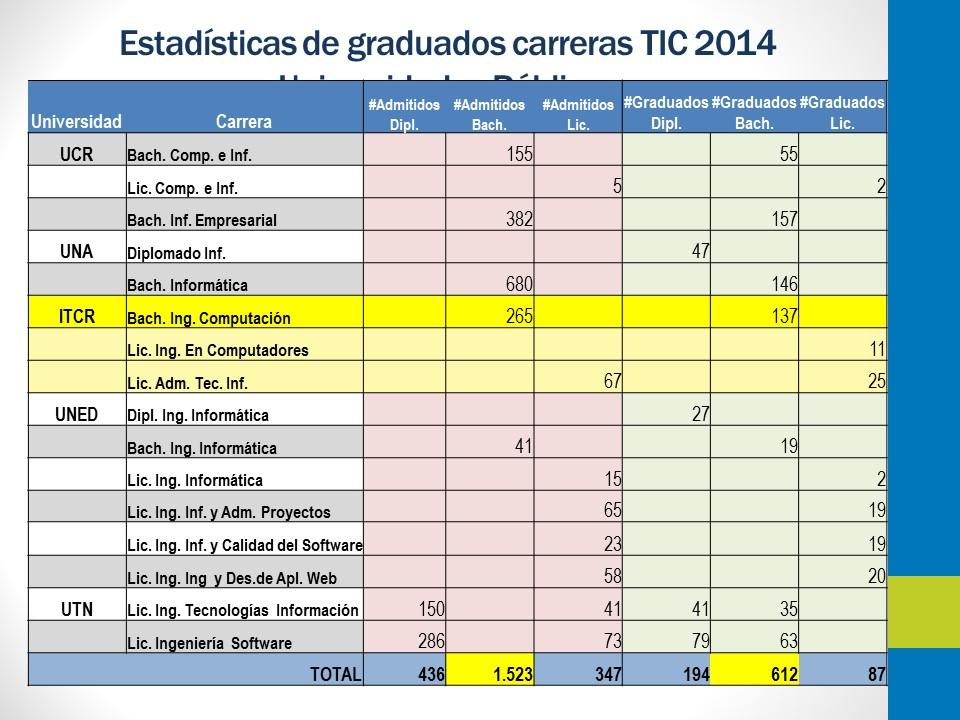 Estadísticas de graduados carreras TIC 2014
Universidad Carrera #Admitidos Dipl. #Admitidos Bach. #Admitidos Lic. #Graduados Dipl. #Graduados Bach. #Graduados Lic.
UCR Bach. Comp. e Inf. 155 55
Lic. Comp. e Inf. 5 2
Bach. Inf. Empresarial 382 157
UNA Diplomado Inf. 47
Bach. Informática 680 146
ITCR Bach. Ing. Computación 265 137
Lic. Ing. En Computadores 11
Lic. Adm. Tec. Inf. 67 25
UNED Dipl. Ing. Informática 27
Bach. Ing. Informática 41 19
Lic. Ing. Informática 15 2
Lic. Ing. Inf. y Adm. Proyectos 65 19
Lic. Ing. Inf. y Calidad del Software 23 19
Lic. Ing. Ing y Des.de Apl. Web 58 20
UTN Lic. Ing. Tecnologías Información 150 41 41 35
Lic. Ingeniería Software 286 73 79 63
TOTAL 436 1.523 347 194 612 87